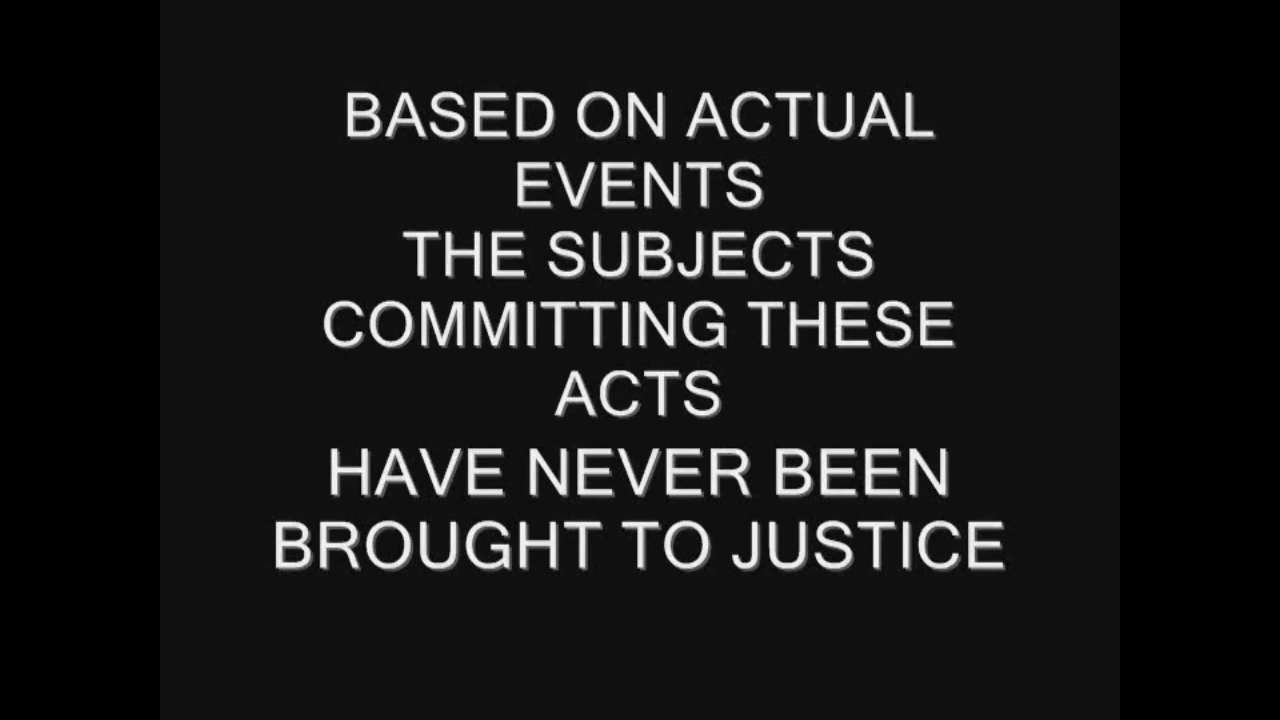 BASED ON ACTUAL
EVENTS
THE SUBJECTS
COMMITTING THESE
ACTS
HAVE NEVER BEEN
BROUGHT TO JUSTICE